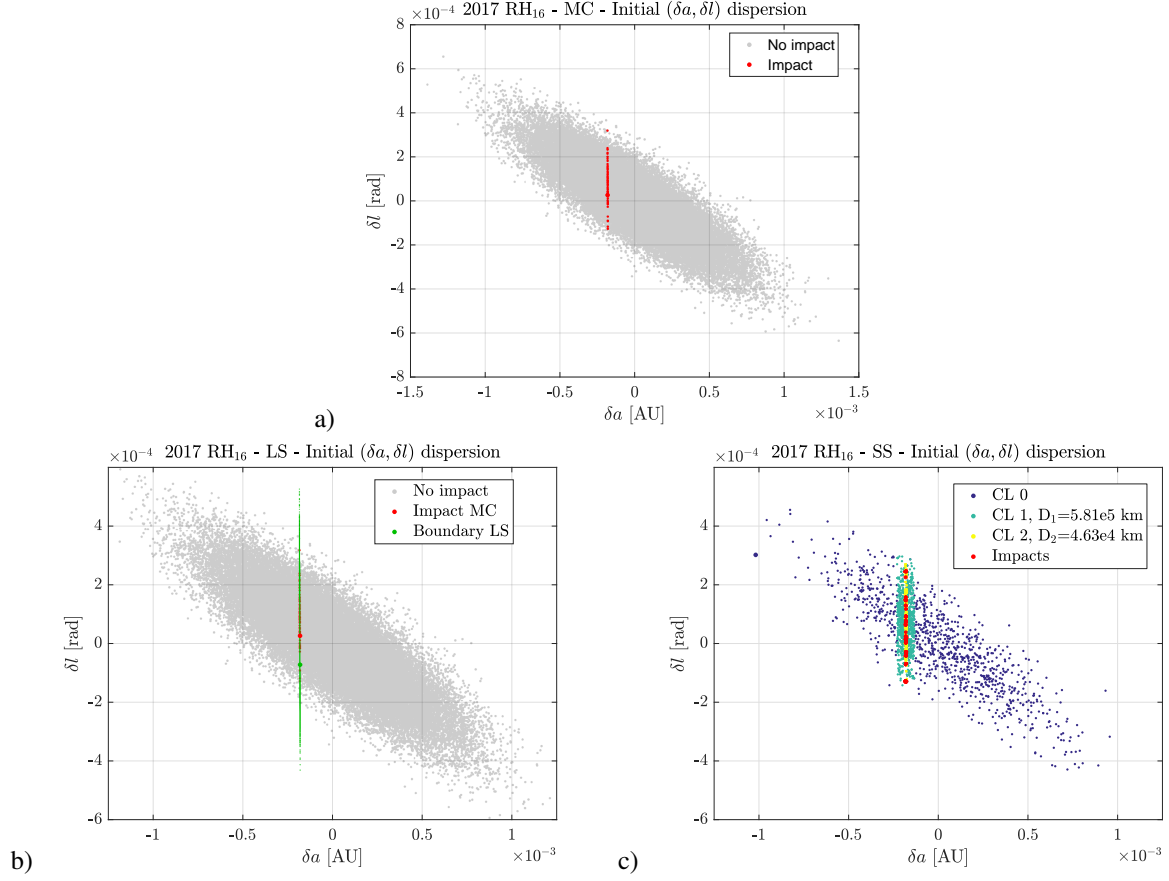 2017 RH₁₆ - MC - Initial (δa, δl) dispersion
×10⁻⁴
8
6
4
2
0
-2
-4
-6
-8
δl [rad]
No impact
Impact
-1.5 -1 -0.5 0 0.5 1 1.5
×10⁻³
δa [AU]
a)
2017 RH₁₆ - LS - Initial (δa, δl) dispersion
×10⁻⁴
4
2
0
-2
-4
-6
δl [rad]
No impact
Impact MC
Boundary LS
-1 -0.5 0 0.5 1
×10⁻³
δa [AU]
b)
2017 RH₁₆ - SS - Initial (δa, δl) dispersion
×10⁻⁴
4
2
0
-2
-4
-6
δl [rad]
CL 0
CL 1, D₁=5.81e5 km
CL 2, D₂=4.63e4 km
Impacts
-1 -0.5 0 0.5 1
×10⁻³
δa [AU]
c)